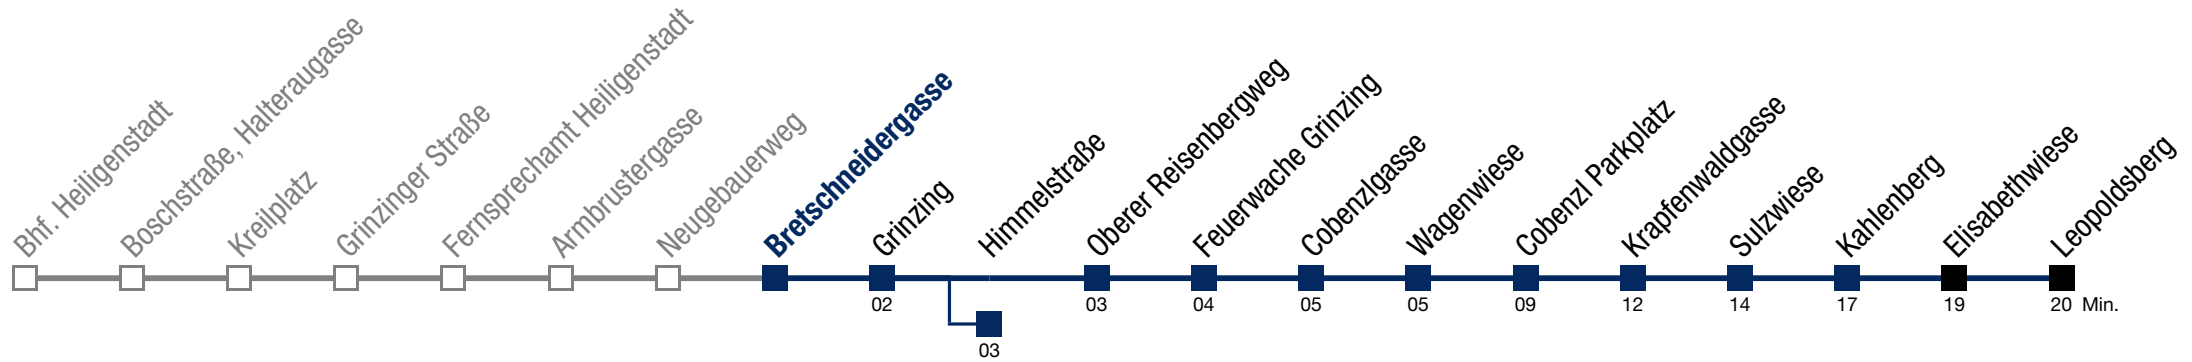 Bhf. Heiligenstadt
Boschstraße, Halteraugasse
Kreilplatz
Grinzinger Straße
Fernsprechamt Heiligenstadt
Armbrustergasse
Neugebauerweg
Bretschneidergasse
Grinzing
Himmelstraße
Oberer Reisenbergweg
Feuerwache Grinzing
Cobenzlgasse
Wagenwiese
Cobenzl Parkplatz
Krapfenwaldgasse
Sulzwiese
Kahlenberg
Elisabethwiese
Leopoldsberg
02 03 04 05 05 09 12 14 17 19 20 Min.
03